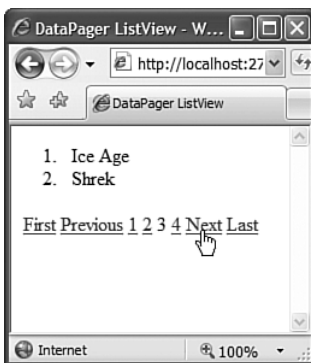 DataPager ListView - W...
http://localhost:27
DataPager ListView
1. Ice Age
2. Shrek
First Previous 1 2 3 4 Next Last
Internet 100%